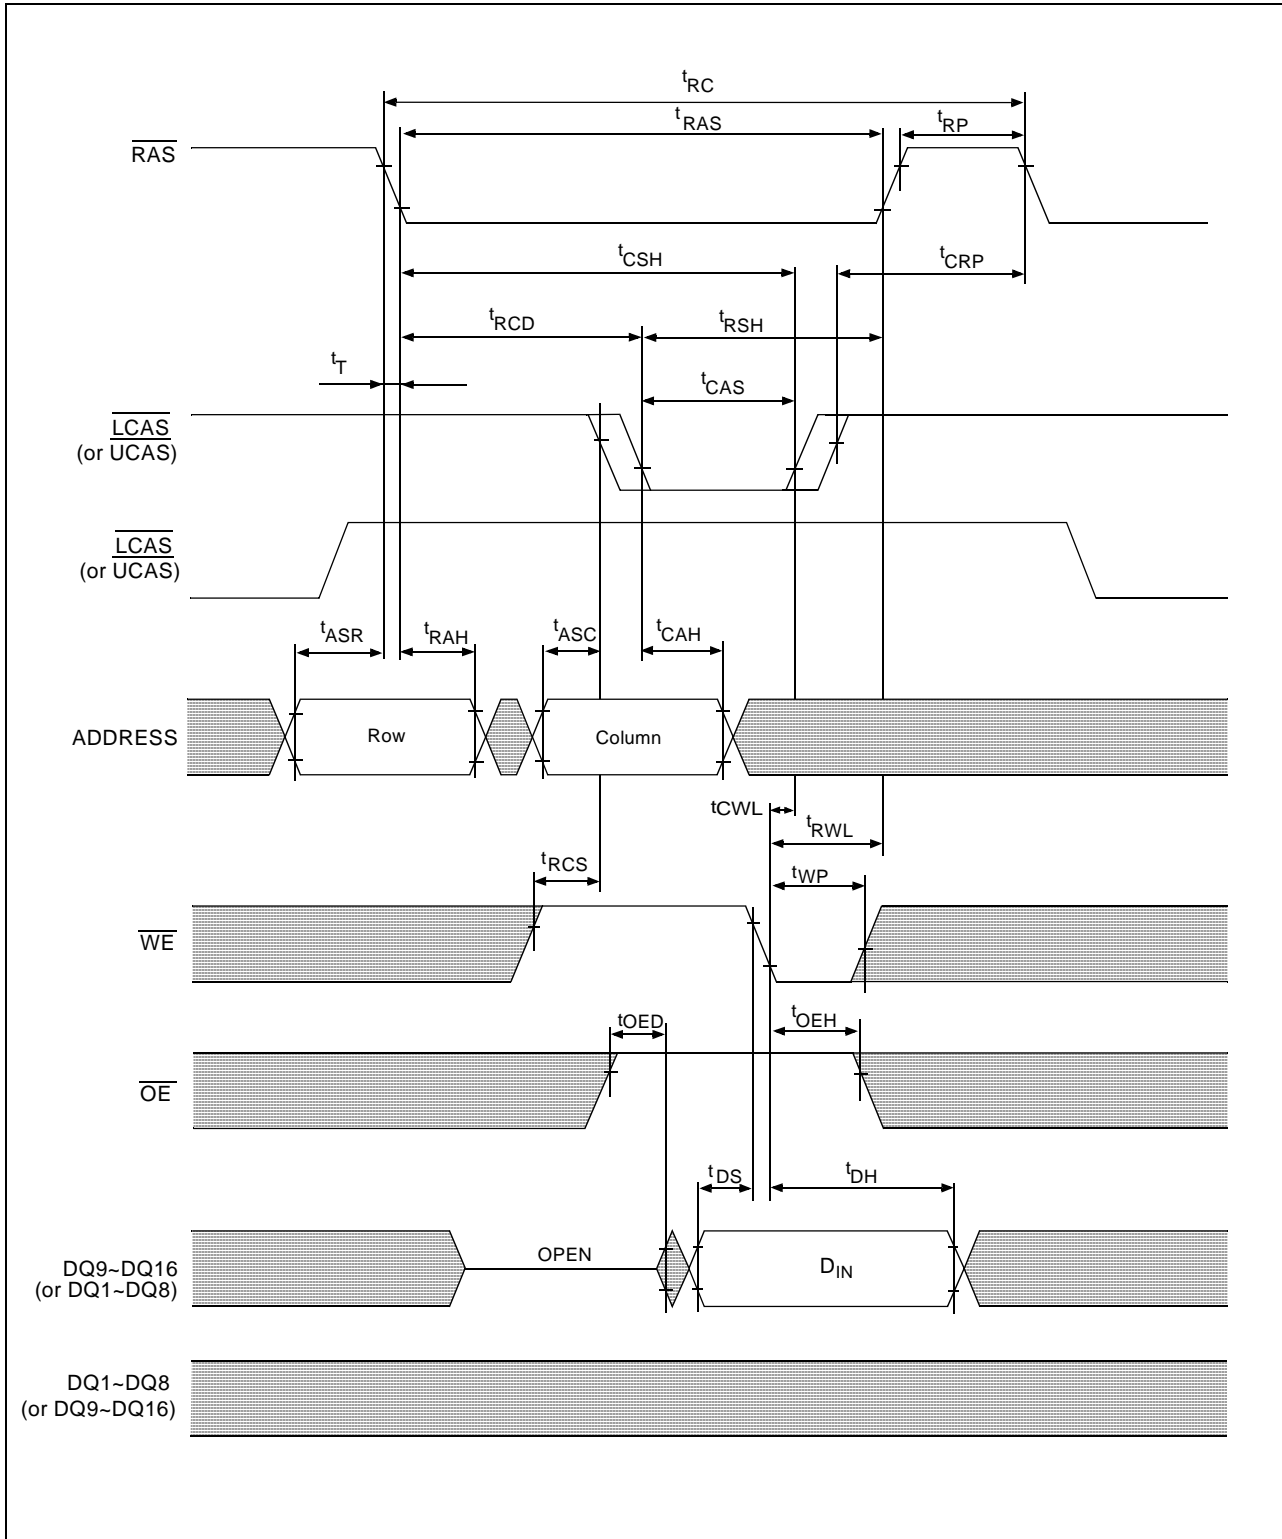 tRC
tRAS
tRP
RAS
tCSH
tCRP
tRCD
tRSH
tT
tCAS
LCAS
(or UCAS)
LCAS
(or UCAS)
tASR
tRAH
tASC
tCAH
ADDRESS
Row
Column
tCWL
tRWL
tRCS
tWP
WE
tOED
tOEH
OE
tDS
tDH
OPEN
DIN
DQ9~DQ16
(or DQ1~DQ8)
DQ1~DQ8
(or DQ9~DQ16)